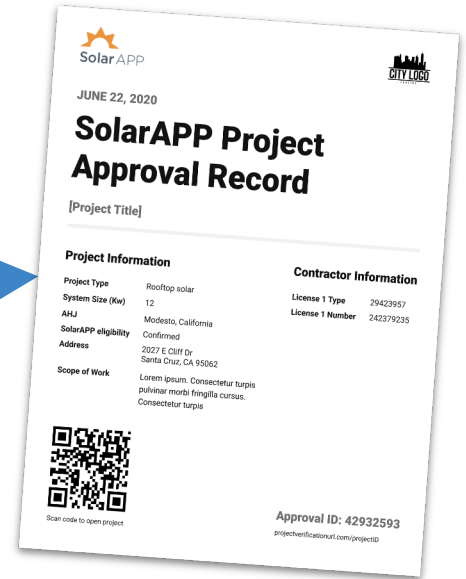 Solar APP
CITY LOGO
JUNE 22, 2020
SolarAPP Project
Approval Record
[Project Title]
Project Information
Project Type Rooftop solar
System Size (Kw) 12
AHJ Modesto, California
SolarAPP eligibility Confirmed
Address 2027 E Cliff Dr
Santa Cruz, CA 95062
Scope of Work Lorem ipsum. Consectetur turpis
pulvinar morbi fringilla cursus.
Consectetur turpis
Contractor Information
License 1 Type 29423957
License 1 Number 242379235
Scan code to open project
Approval ID: 42932593
projectverificationurl.com/projectID